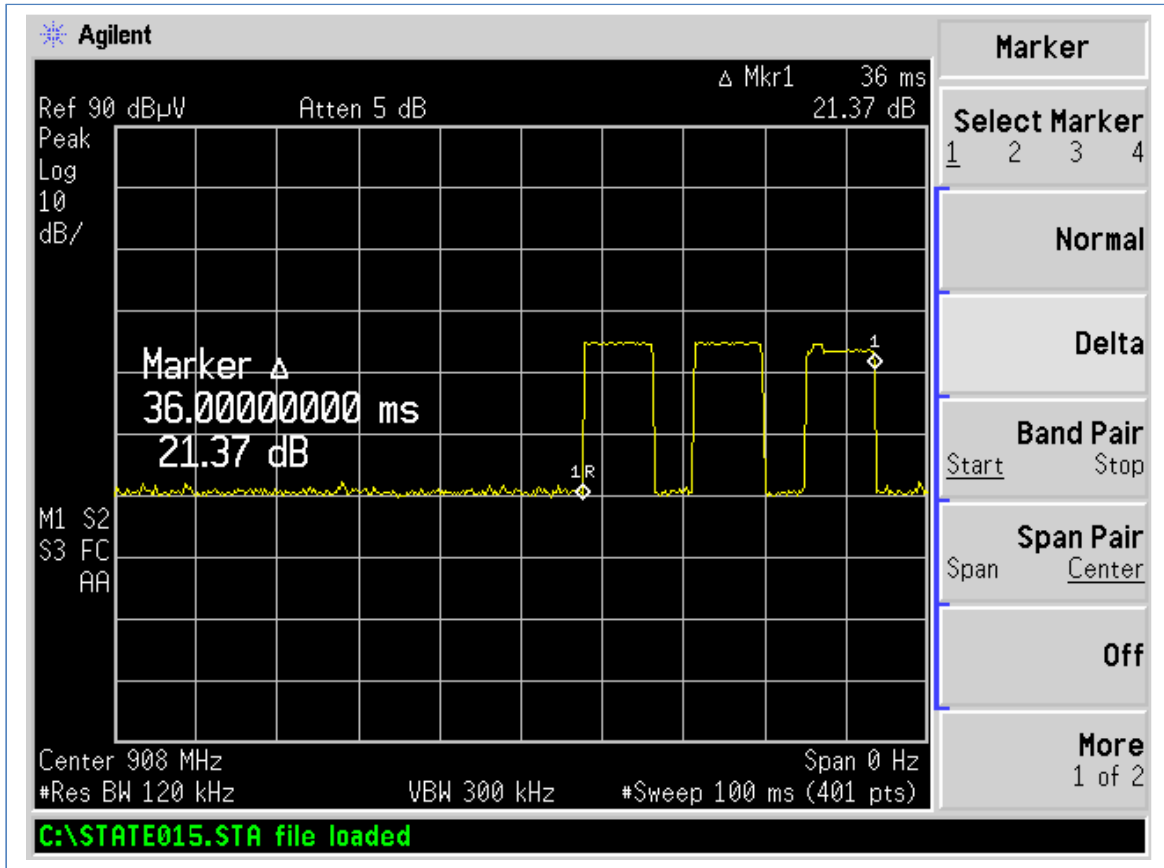 Agilent
Δ Mkr1 36 ms
Ref 90 dBµV Atten 5 dB 21.37 dB
Peak
Log
10
dB/
Marker Δ
36.00000000 ms
21.37 dB
1R
1
M1 S2
S3 FC
AA
Center 908 MHz Span 0 Hz
#Res BW 120 kHz VBW 300 kHz #Sweep 100 ms (401 pts)
C:\STATE015.STA file loaded
Marker
Select Marker
1 2 3 4
Normal
Delta
Band Pair
Start Stop
Span Pair
Span Center
Off
More
1 of 2